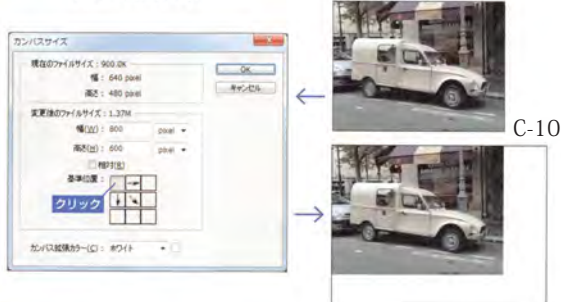 カンバスサイズ
現在のファイルサイズ : 900.0K
幅 : 640 pixel
高さ : 480 pixel
OK
キャンセル
変更後のファイルサイズ : 1.37M
幅(W) : 800 pixel
高さ(H) : 600 pixel
相対(R)
基準位置 :
クリック
カンバス拡張カラー(C) : ホワイト
C-10